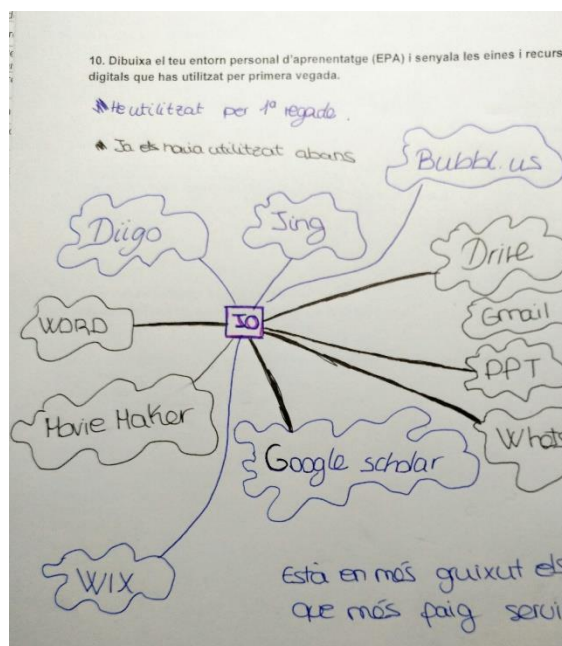 10. Dibuixa el teu entorn personal d'aprenentatge (EPA) i senyala les eines i recurs
digitals que has utilitzat per primera vegada.
He utilitzat per 1ª vegada.
Ja els havia utilitzat abans
Bubbl.us
Diigo
Jing
Drive
WORD
JO
Gmail
PPT
Movie Maker
Google scholar
Whats
WIX
Està en més guixut els
que més faig servi